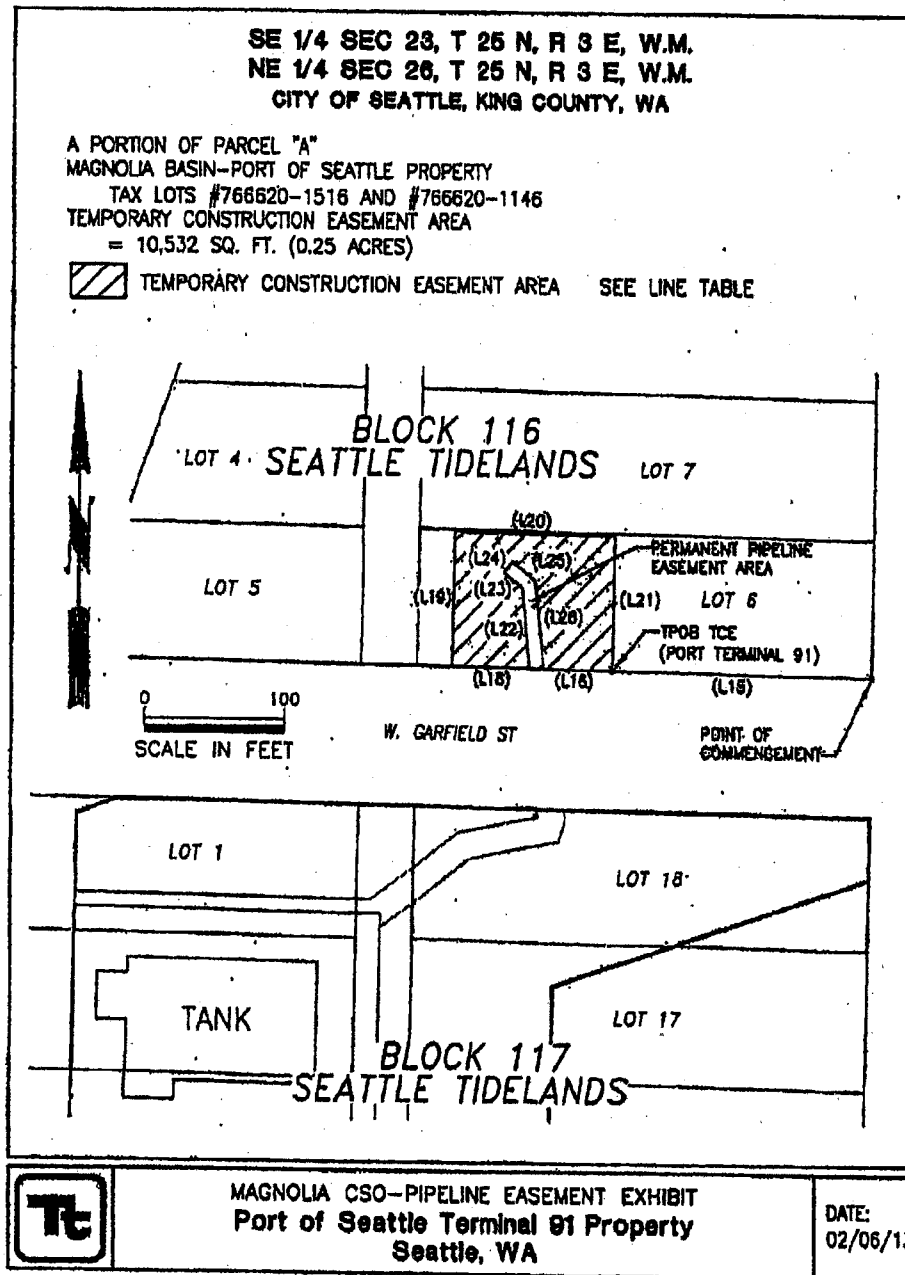 SE 1/4 SEC 23, T 25 N, R 3 E, W.M.
NE 1/4 SEC 26, T 25 N, R 3 E, W.M.
CITY OF SEATTLE, KING COUNTY, WA
A PORTION OF PARCEL "A"
MAGNOLIA BASIN-PORT OF SEATTLE PROPERTY
TAX LOTS #766620-1516 AND #766620-1146
TEMPORARY CONSTRUCTION EASEMENT AREA
= 10,532 SQ. FT. (0.25 ACRES)
TEMPORARY CONSTRUCTION EASEMENT AREA SEE LINE TABLE
BLOCK 116
SEATTLE TIDELANDS
LOT 4
LOT 7
N
(L20)
(L24)
(L25)
PERMANENT PIPELINE
EASEMENT AREA
LOT 5
(L19)
(L23)
(L21)
LOT 6
(L22)
(L26)
TPOB TCE
(PORT TERMINAL 91)
(L18)
(L16)
(L15)
0 100
SCALE IN FEET
W. GARFIELD ST
POINT OF
COMMENCEMENT
LOT 1
LOT 18
TANK
LOT 17
BLOCK 117
SEATTLE TIDELANDS
Tt
MAGNOLIA CSO-PIPELINE EASEMENT EXHIBIT
Port of Seattle Terminal 91 Property
Seattle, WA
DATE:
02/06/1